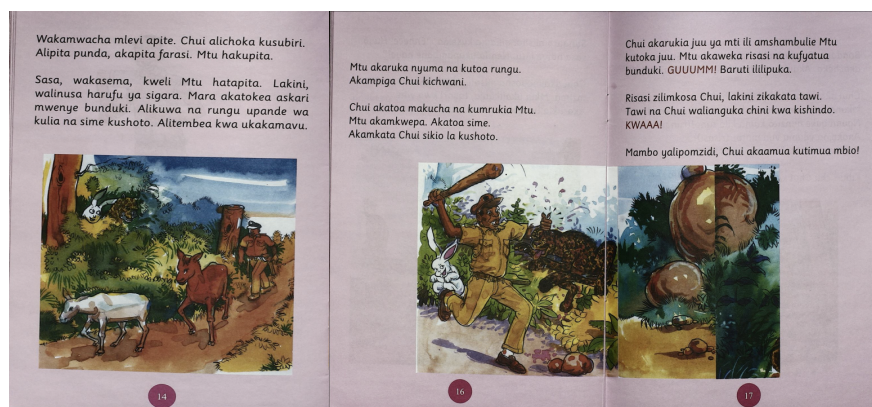 Wakamwacha mlevi apite. Chui alichoka kusubiri.
Alipita punda, akapita farasi. Mtu hakupita.
Sasa, wakasema, kweli Mtu hatapita. Lakini,
walinusa harufu ya sigara. Mara akatokea askari
mwenye bunduki. Alikuwa na rungu upande wa
kulia na sime kushoto. Alitembea kwa ukakamavu.
14
Mtu akaruka nyuma na kutoa rungu.
Akampiga Chui kichwani.
Chui akatoa makucha na kumrukia Mtu.
Mtu akamkwepa. Akatoa sime.
Akamkata Chui sikio la kushoto.
16
Chui akarukia juu ya mti ili amshambulie Mtu
kutoka juu. Mtu akaweka risasi na kufyatua
bunduki. GUUUMM! Baruti ililipuka.
Risasi zilimkosa Chui, lakini zikakata tawi.
Tawi na Chui walianguka chini kwa kishindo.
KWAAA!
Mambo yalipomzidi, Chui akaamua kutimua mbio!
17